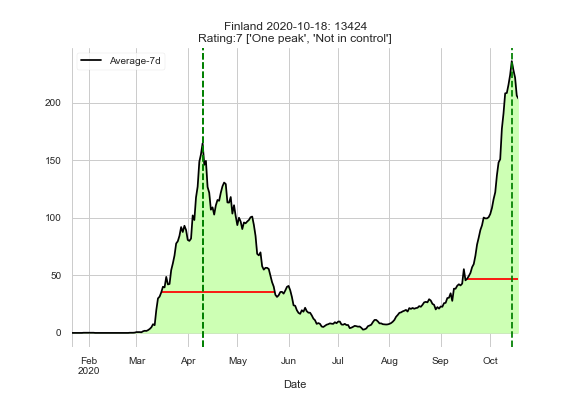 Finland 2020-10-18: 13424
Rating:7 ['One peak', 'Not in control']
Average-7d
200
150
100
50
0
Feb
2020
Mar
Apr
May
Jun
Jul
Aug
Sep
Oct
Date